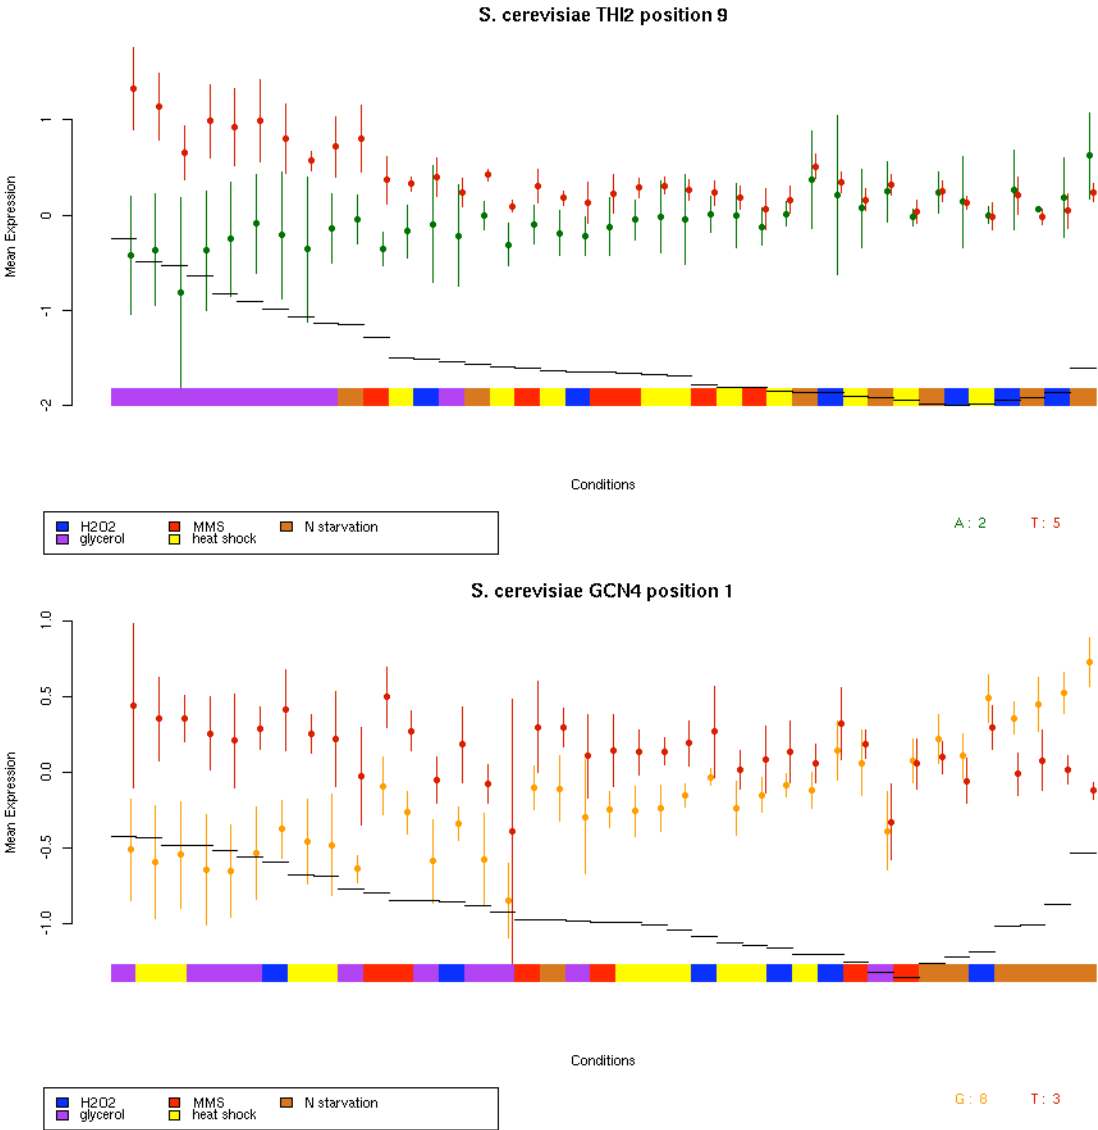 S. cerevisiae THI2 position 9
Mean Expression
1
0
-1
-2
Conditions
H2O2 MMS N starvation
glycerol heat shock
A : 2 T : 5
S. cerevisiae GCN4 position 1
Mean Expression
1.0
0.5
0.0
-0.5
-1.0
Conditions
H2O2 MMS N starvation
glycerol heat shock
G : 8 T : 3